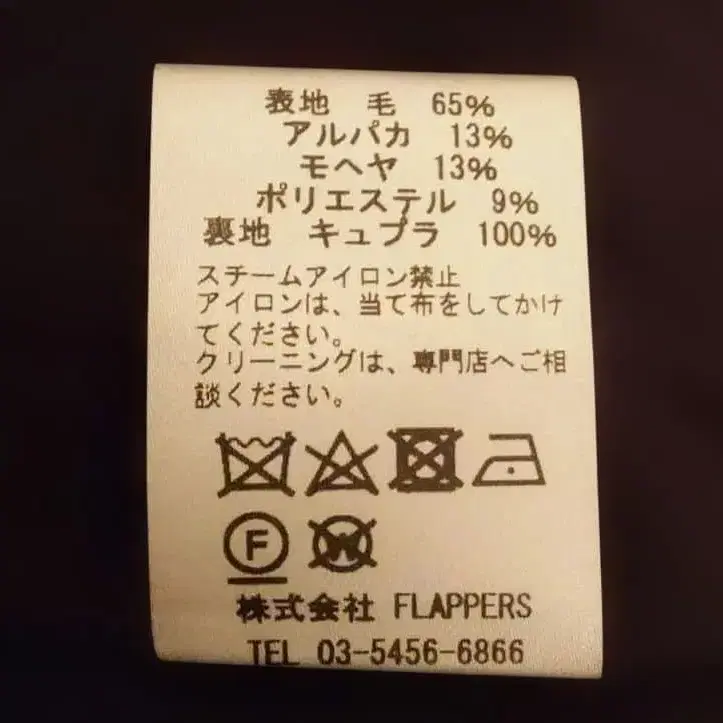 表地 毛 65%
アルパカ 13%
モヘヤ 13%
ポリエステル 9%
裏地 キュプラ 100%
スチームアイロン禁止
アイロンは、当て布をしてかけ
てください。
クリーニングは、専門店へご相
談ください。
F W
株式会社 FLAPPERS
TEL 03-5456-6866